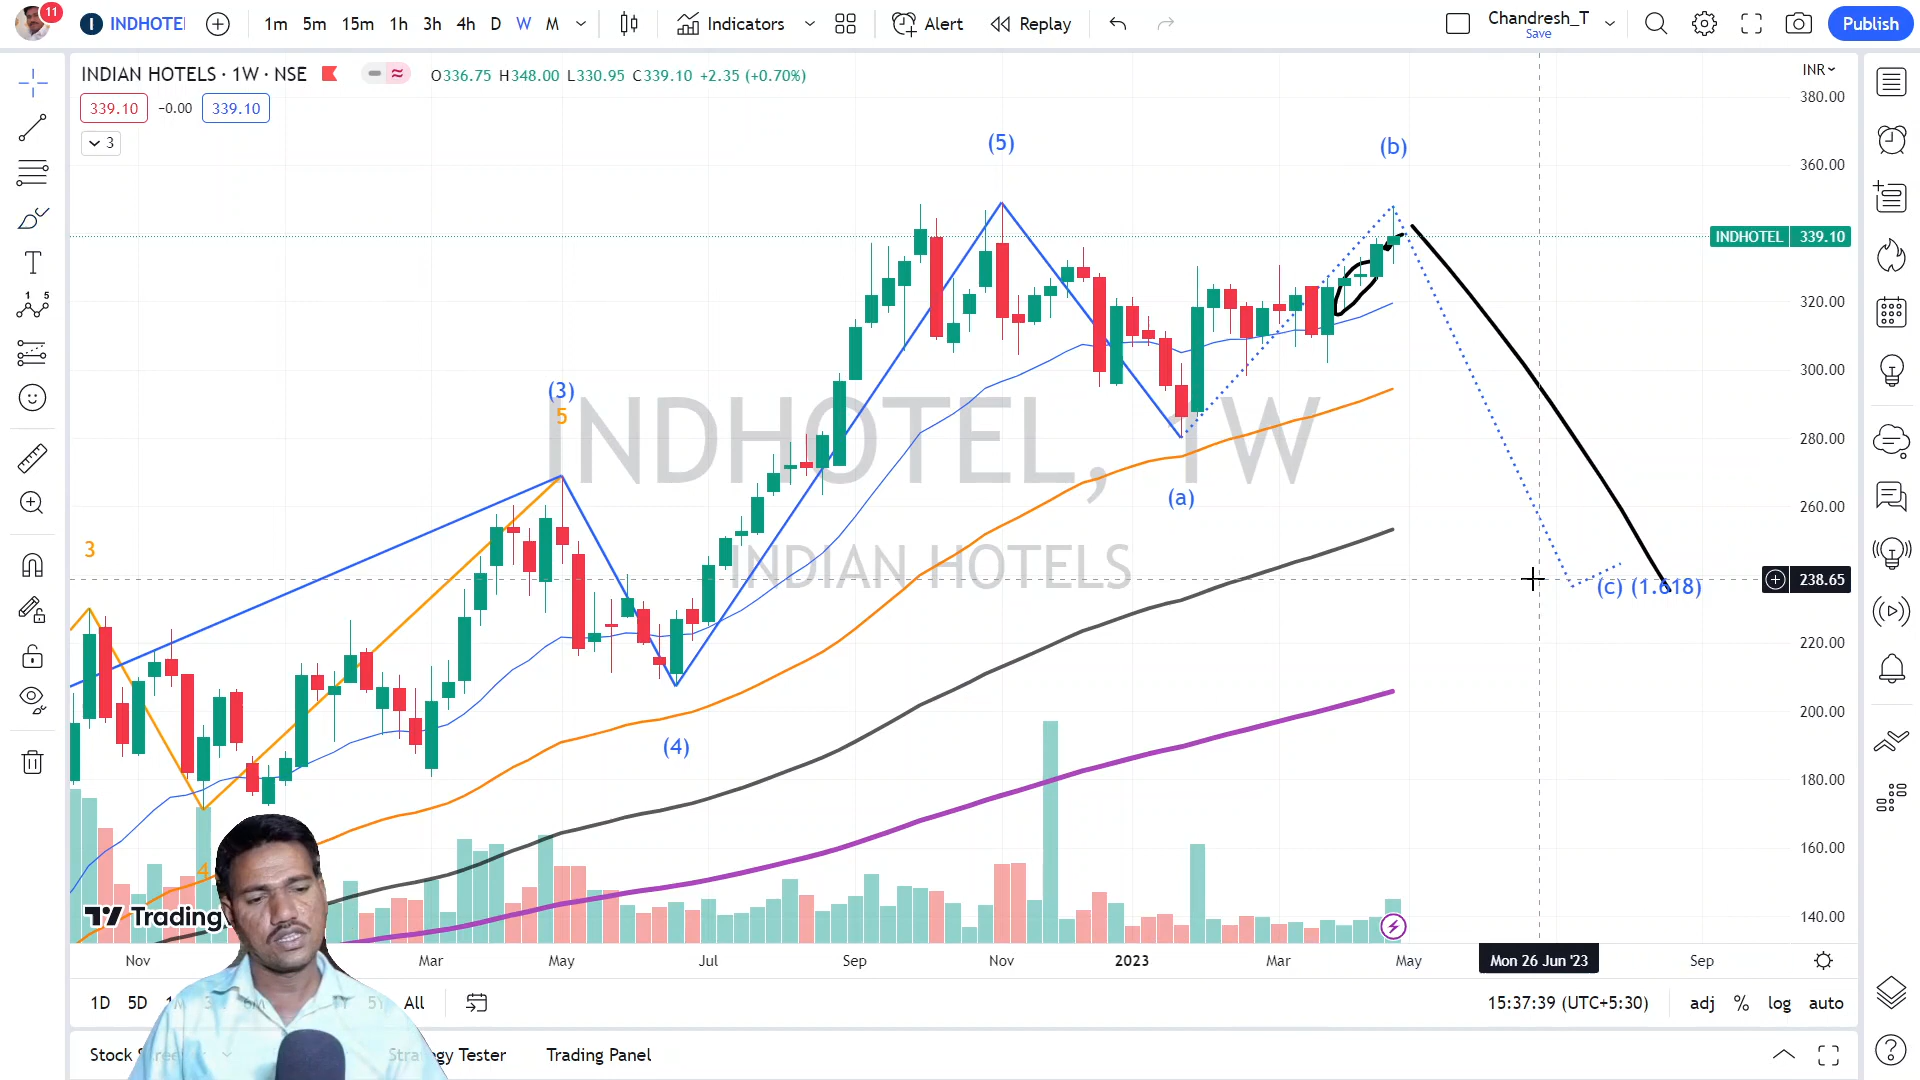 11
INDHOTEL
1m 5m 15m 1h 3h 4h D W M
Indicators
Alert
Replay
Chandresh_T
Save
Publish
INDIAN HOTELS · 1W · NSE
O336.75 H348.00 L330.95 C339.10 +2.35 (+0.70%)
339.10 −0.00 339.10
3
INR
380.00
360.00
INDHOTEL 339.10
320.00
300.00
280.00
260.00
238.65
220.00
200.00
180.00
160.00
140.00
(5)
(b)
(3)
5
INDHOTEL, 1W
(a)
3
INDIAN HOTELS
(c) (1.618)
(4)
4
Trading
Nov Mar May Jul Sep Nov 2023 Mar May Mon 26 Jun '23 Sep
1D 5D All
15:37:39 (UTC+5:30) adj % log auto
Stock Strategy Tester Trading Panel